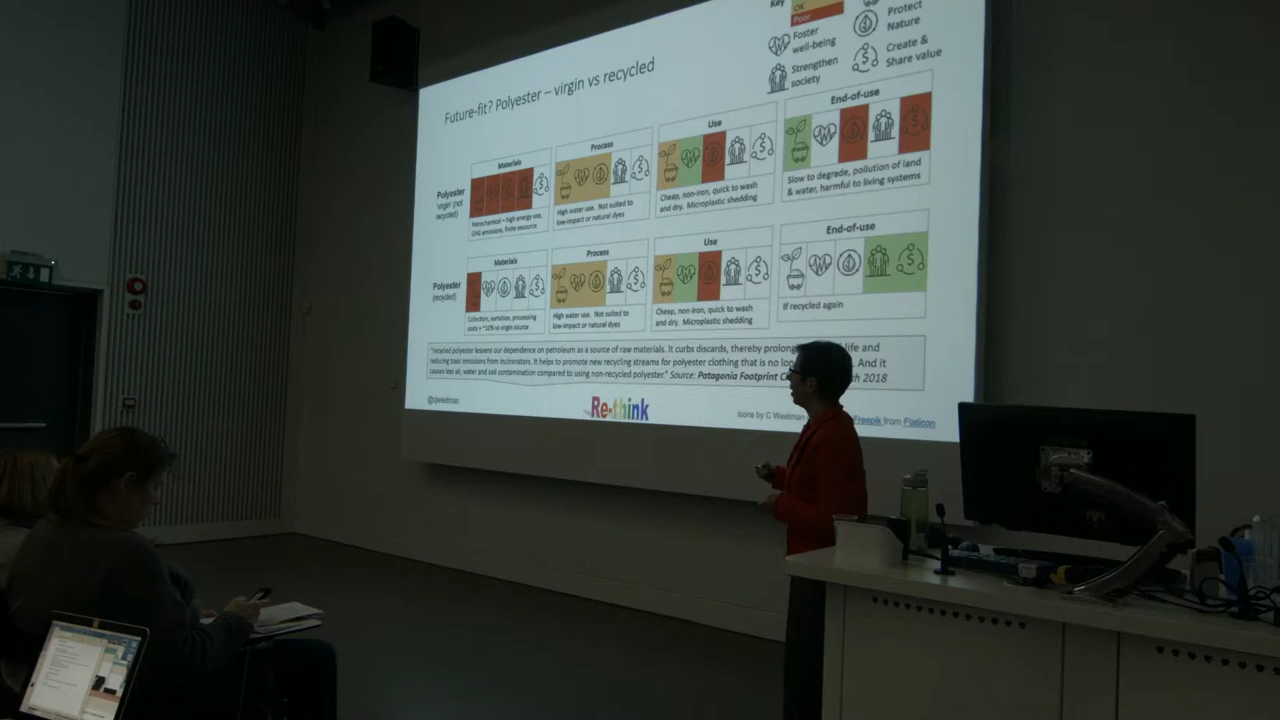 Key
OK
Poor
Foster
well-being
Strengthen
society
Protect
Nature
Create &
Share value
Future-fit? Polyester – virgin vs recycled
Polyester
'virgin' (not
recycled)
Materials
Petrochemical – high energy use,
GHG emissions, finite resource
Process
High water use. Not suited to
low-impact or natural dyes
Use
Cheap, non-iron, quick to wash
and dry. Microplastic shedding
End-of-use
Slow to degrade, pollution of land
& water, harmful to living systems
Polyester
(recycled)
Materials
Collection, sortation, processing
costs + ~10% vs virgin source
Process
High water use. Not suited to
low-impact or natural dyes
Use
Cheap, non-iron, quick to wash
and dry. Microplastic shedding
End-of-use
If recycled again
"recycled polyester lessens our dependence on petroleum as a source of raw materials. It curbs discards, thereby prolong life and
reducing toxic emissions from incinerators. It helps to promote new recycling streams for polyester clothing that is no lon. And it
causes less air, water and soil contamination compared to using non-recycled polyester." Source: Patagonia Footprint Ch 2018
@cjweetman
Re-think
Icons by C Weetman Freepik from Flaticon